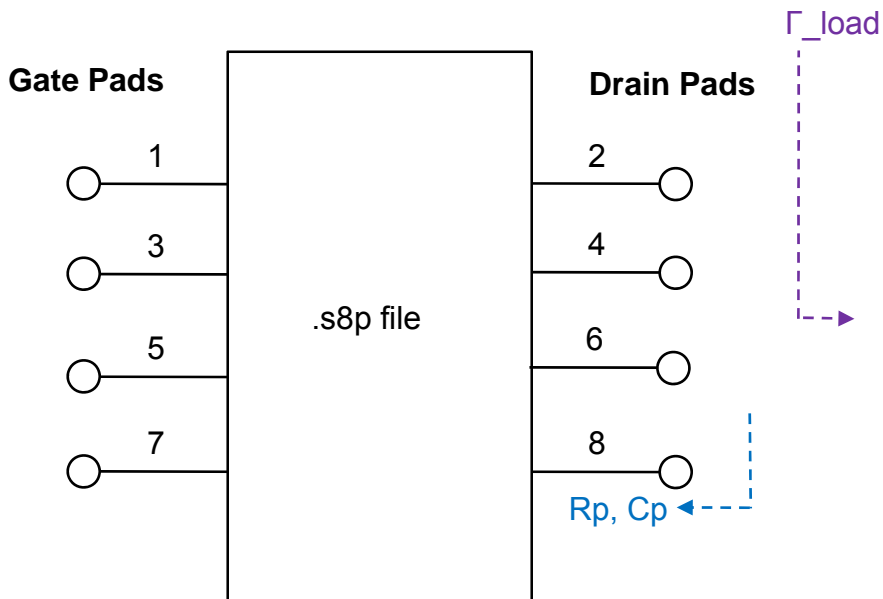 Γ_load
Gate Pads
Drain Pads
1
2
3
4
.s8p file
5
6
7
8
Rp, Cp